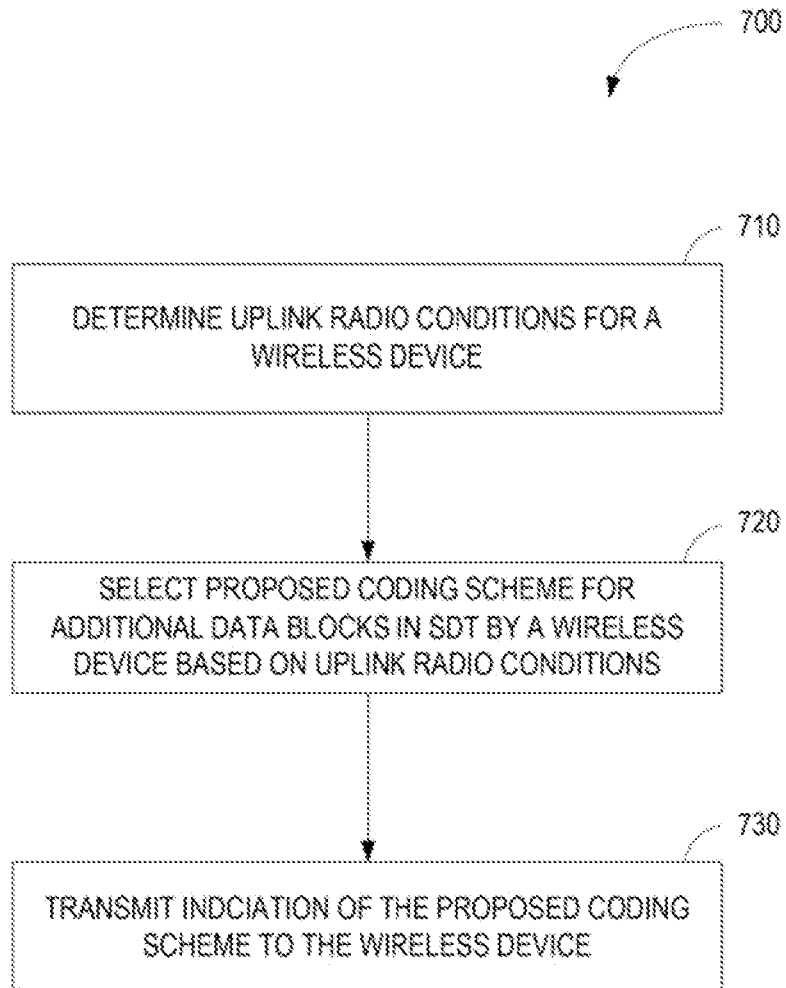 700
710
DETERMINE UPLINK RADIO CONDITIONS FOR A
WIRELESS DEVICE
720
SELECT PROPOSED CODING SCHEME FOR
ADDITIONAL DATA BLOCKS IN SDT BY A WIRELESS
DEVICE BASED ON UPLINK RADIO CONDITIONS
730
TRANSMIT INDCIATION OF THE PROPOSED CODING
SCHEME TO THE WIRELESS DEVICE